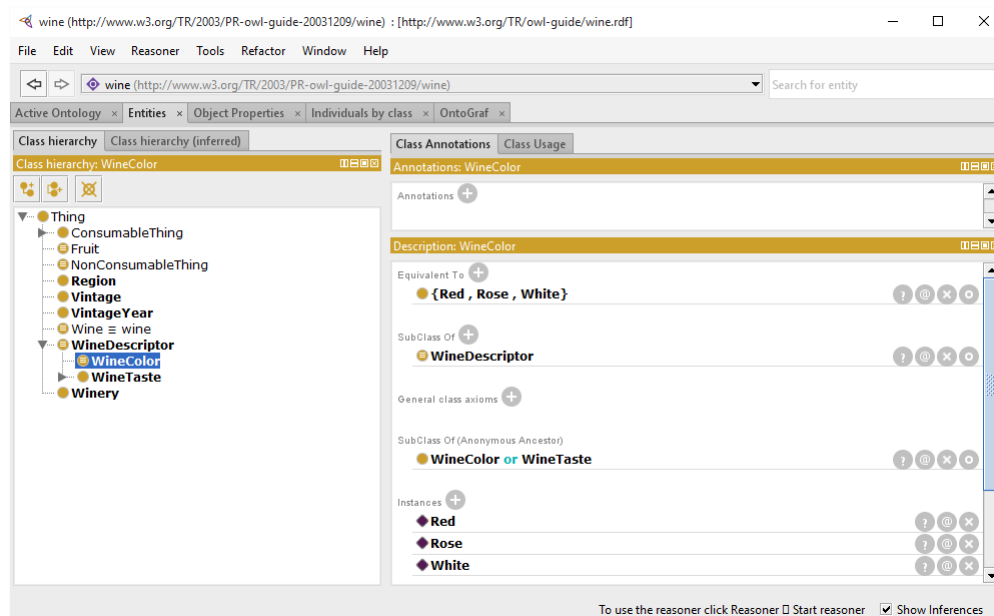 wine (http://www.w3.org/TR/2003/PR-owl-guide-20031209/wine) : [http://www.w3.org/TR/owl-guide/wine.rdf]
File Edit View Reasoner Tools Refactor Window Help
wine (http://www.w3.org/TR/2003/PR-owl-guide-20031209/wine)
Search for entity
Active Ontology × Entities × Object Properties × Individuals by class × OntoGraf ×
Class hierarchy Class hierarchy (inferred)
Class hierarchy: WineColor
Thing
ConsumableThing
Fruit
NonConsumableThing
Region
Vintage
VintageYear
Wine ≡ wine
WineDescriptor
WineColor
WineTaste
Winery
Class Annotations Class Usage
Annotations: WineColor
Annotations
Description: WineColor
Equivalent To
{Red , Rose , White}
SubClass Of
WineDescriptor
General class axioms
SubClass Of (Anonymous Ancestor)
WineColor or WineTaste
Instances
Red
Rose
White
To use the reasoner click Reasoner ▯ Start reasoner Show Inferences